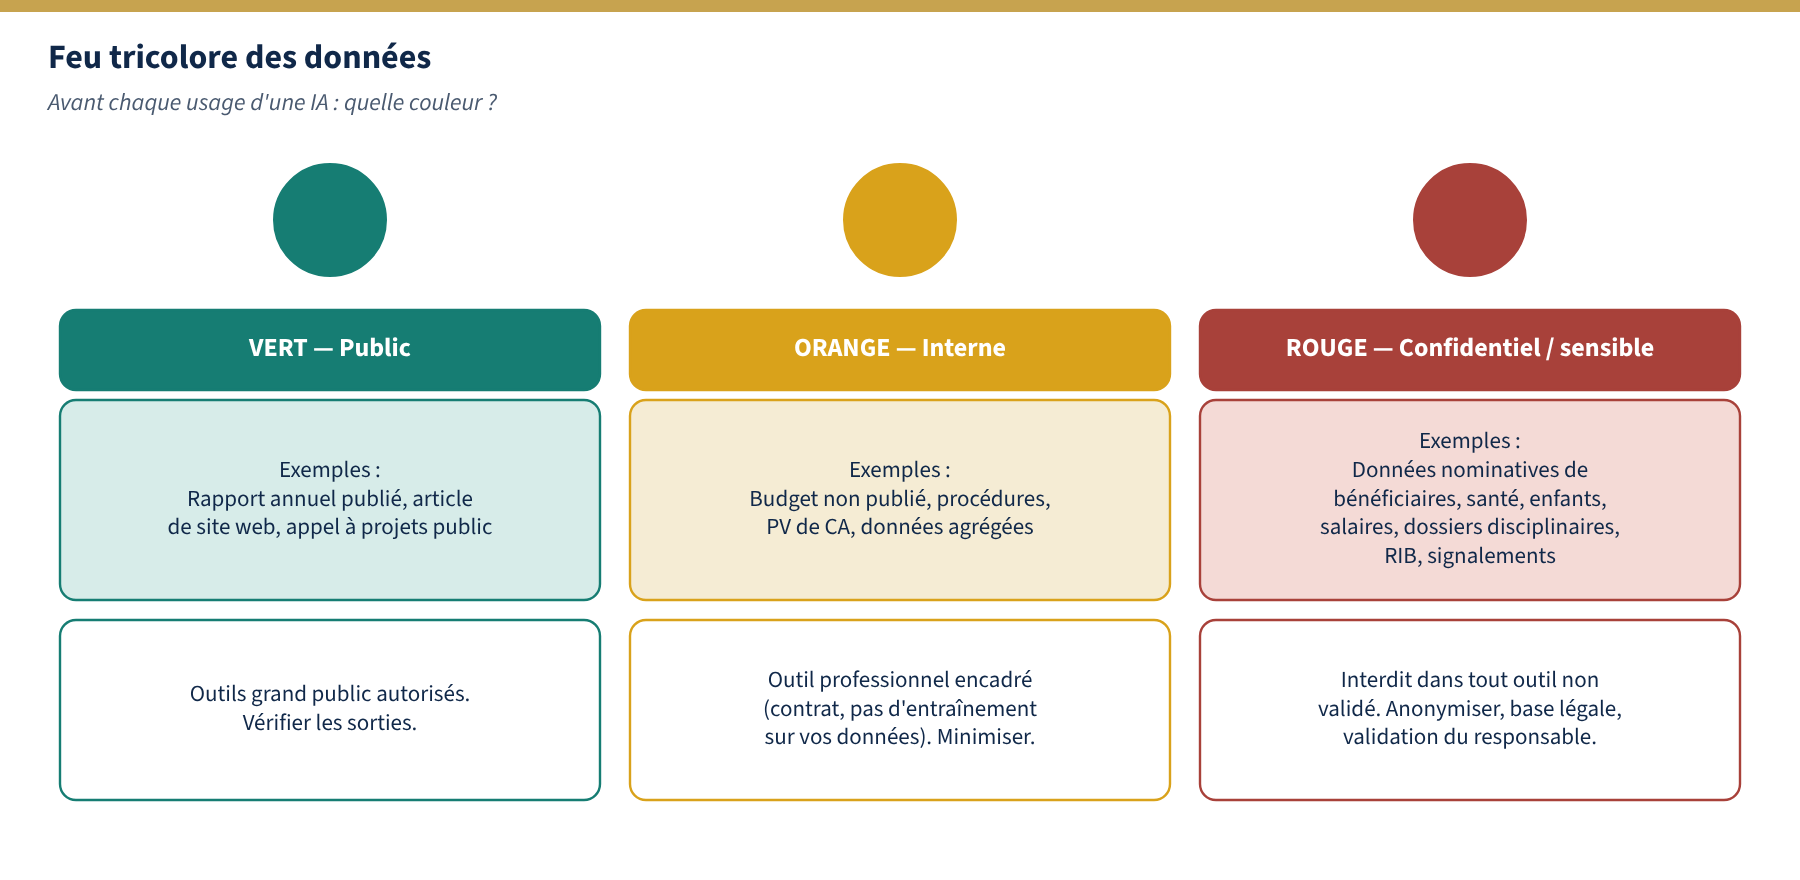 Feu tricolore des données
Avant chaque usage d'une IA : quelle couleur ?
VERT — Public
Exemples :
Rapport annuel publié, article
de site web, appel à projets public
Outils grand public autorisés.
Vérifier les sorties.
ORANGE — Interne
Exemples :
Budget non publié, procédures,
PV de CA, données agrégées
Outil professionnel encadré
(contrat, pas d'entraînement
sur vos données). Minimiser.
ROUGE — Confidentiel / sensible
Exemples :
Données nominatives de
bénéficiaires, santé, enfants,
salaires, dossiers disciplinaires,
RIB, signalements
Interdit dans tout outil non
validé. Anonymiser, base légale,
validation du responsable.